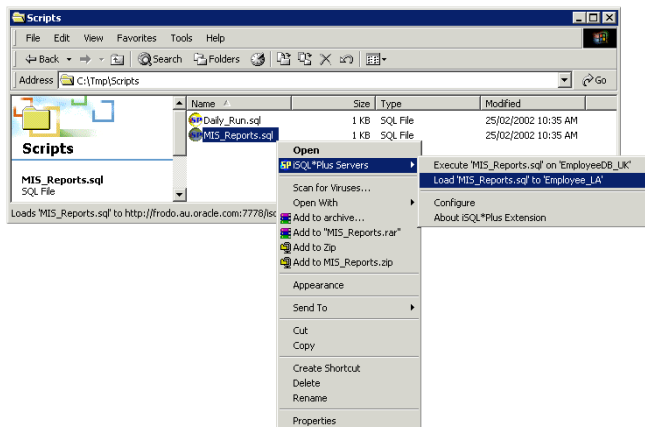 Scripts
File Edit View Favorites Tools Help
Back Search Folders
Address C:\Tmp\Scripts Go
Name Size Type Modified
Daily_Run.sql 1 KB SQL File 25/02/2002 10:35 AM
MIS_Reports.sql 1 KB SQL File 25/02/2002 10:35 AM
Scripts
MIS_Reports.sql
SQL File
Loads 'MIS_Reports.sql' to http://frodo.au.oracle.com:7778/isq
Open
iSQL*Plus Servers
Scan for Viruses...
Open With
Add to archive...
Add to "MIS_Reports.rar"
Add to Zip
Add to MIS_Reports.zip
Appearance
Send To
Cut
Copy
Create Shortcut
Delete
Rename
Properties
Execute 'MIS_Reports.sql' on 'EmployeeDB_UK'
Load 'MIS_Reports.sql' to 'Employee_LA'
Configure
About iSQL*Plus Extension